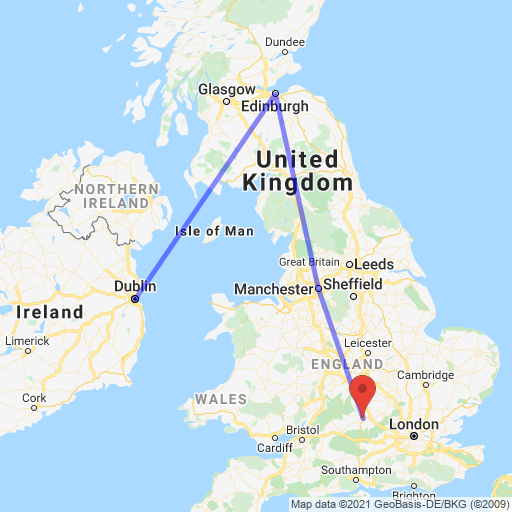 Dundee
Glasgow
Edinburgh
United
Kingdom
NORTHERN
IRELAND
Isle of Man
Great Britain
Leeds
Dublin
Manchester
Sheffield
Ireland
Limerick
Leicester
ENGLAND
Cambridge
WALES
Cork
Bristol
London
Cardiff
Southampton
Brighton
Map data ©2021 GeoBasis-DE/BKG (©2009)